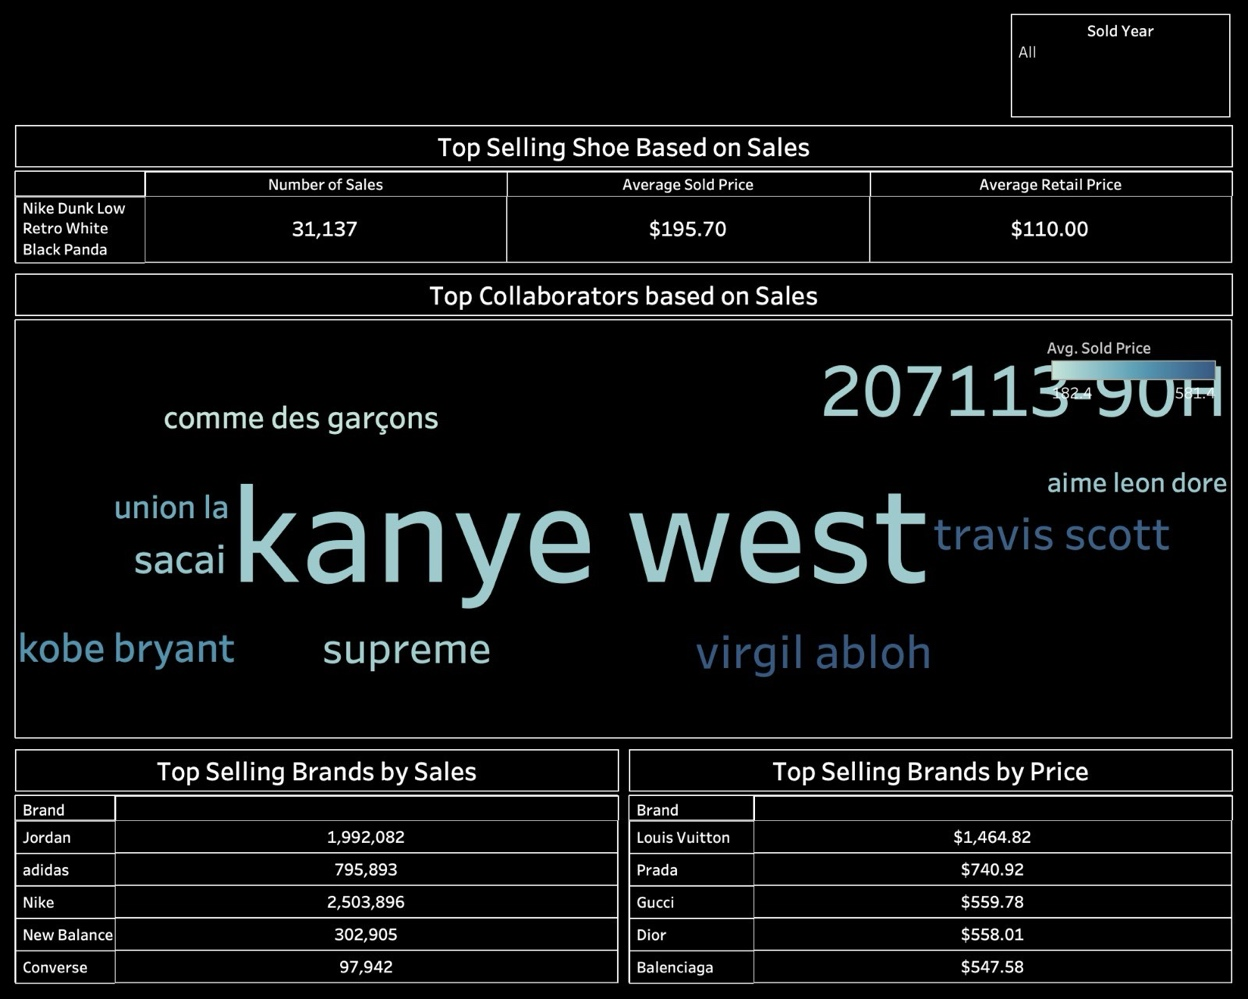 Sold Year
All
Top Selling Shoe Based on Sales
Number of Sales
Average Sold Price
Average Retail Price
Nike Dunk Low
Retro White
Black Panda
31,137
$195.70
$110.00
Top Collaborators based on Sales
Avg. Sold Price
182.4
581.4
207113-90H
comme des garçons
aime leon dore
union la
kanye west
travis scott
sacai
kobe bryant
supreme
virgil abloh
Top Selling Brands by Sales
Brand
Jordan 1,992,082
adidas 795,893
Nike 2,503,896
New Balance 302,905
Converse 97,942
Top Selling Brands by Price
Brand
Louis Vuitton $1,464.82
Prada $740.92
Gucci $559.78
Dior $558.01
Balenciaga $547.58